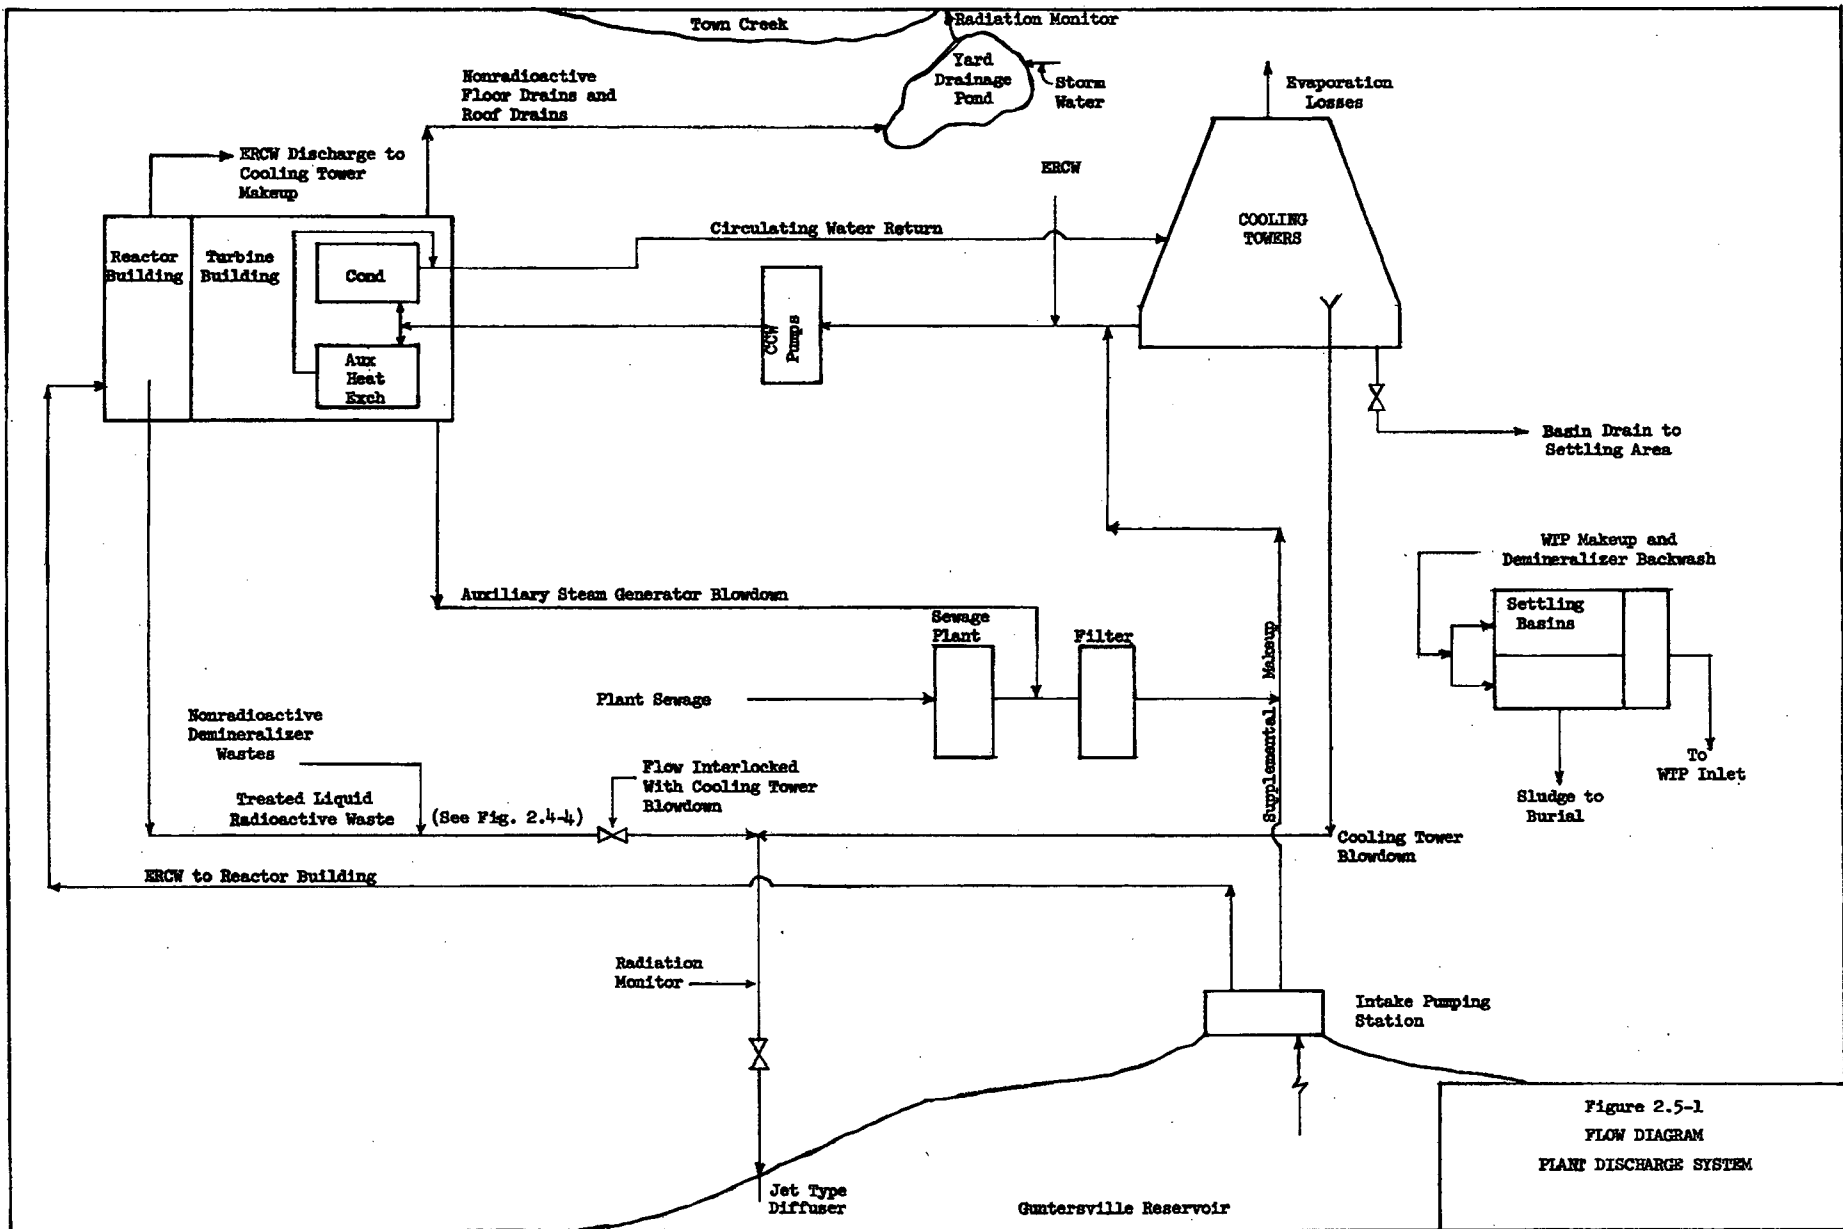 Town Creek
Radiation Monitor
Yard
Drainage
Pond
Storm
Water
Nonradioactive
Floor Drains and
Roof Drains
Evaporation
Losses
ERCW Discharge to
Cooling Tower
Makeup
ERCW
COOLING
TOWERS
Circulating Water Return
Reactor
Building
Turbine
Building
Cond
Aux
Heat
Exch
CCW
Pumps
Basin Drain to
Settling Area
WTP Makeup and
Demineralizer Backwash
Settling
Basins
To
WTP Inlet
Sludge to
Burial
Auxiliary Steam Generator Blowdown
Sewage
Plant
Filter
Plant Sewage
Supplemental Makeup
Nonradioactive
Demineralizer
Wastes
Flow Interlocked
With Cooling Tower
Blowdown
Treated Liquid
Radioactive Waste
(See Fig. 2.4-4)
Cooling Tower
Blowdown
ERCW to Reactor Building
Radiation
Monitor
Intake Pumping
Station
Jet Type
Diffuser
Guntersville Reservoir
Figure 2.5-1
FLOW DIAGRAM
PLANT DISCHARGE SYSTEM